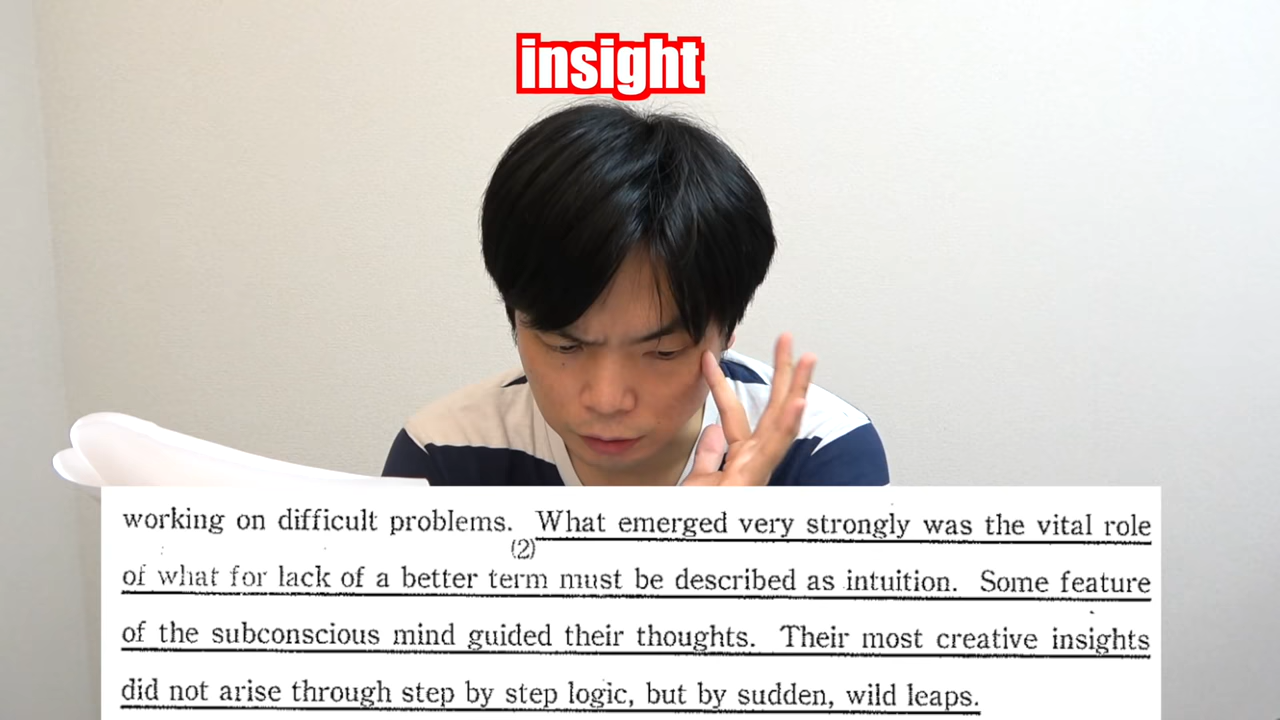 insight
working on difficult problems. What emerged very strongly was the vital role
(2)
of what for lack of a better term must be described as intuition. Some feature
of the subconscious mind guided their thoughts. Their most creative insights
did not arise through step by step logic, but by sudden, wild leaps.